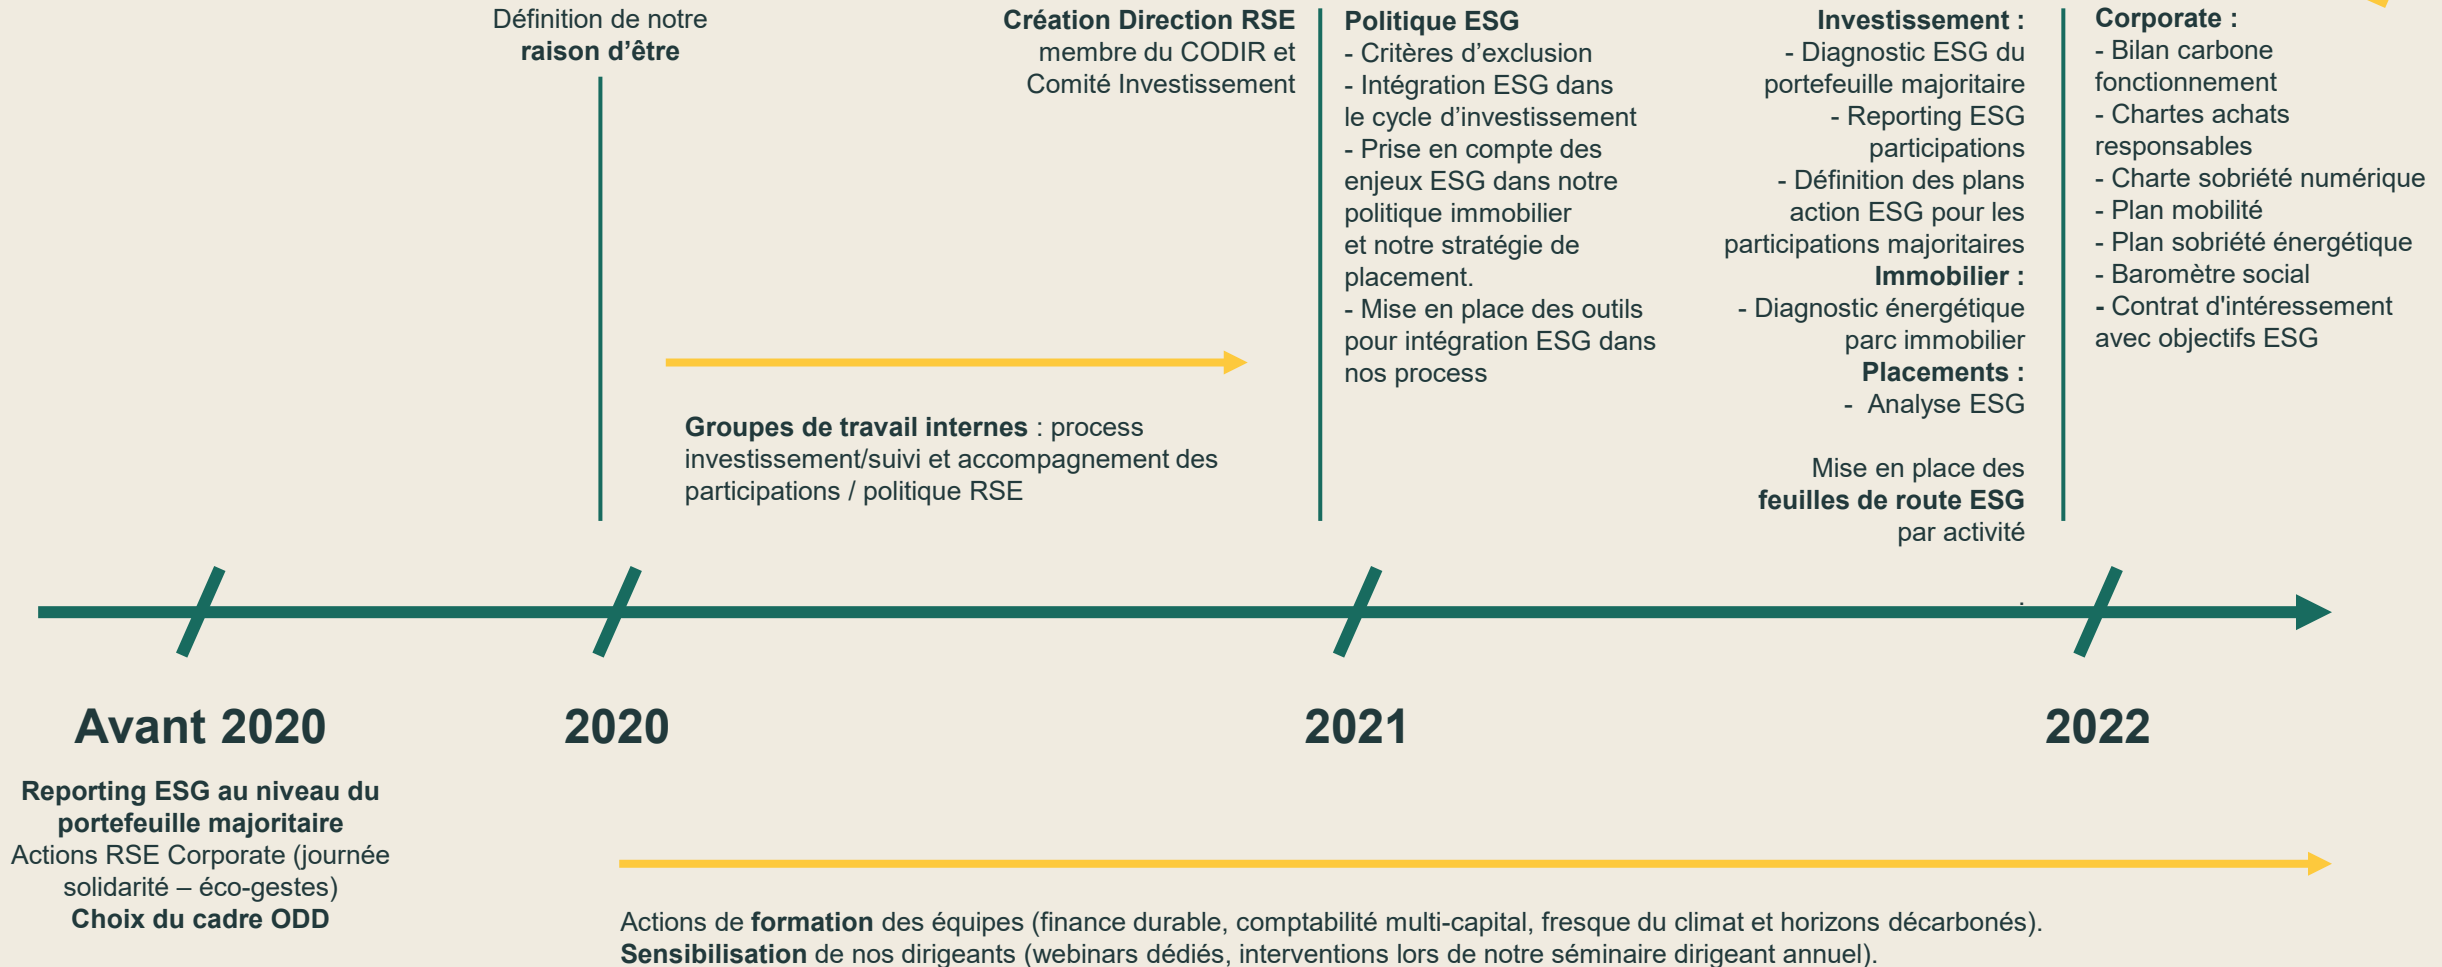 Définition de notre
raison d’être
Création Direction RSE
membre du CODIR et
Comité Investissement
Politique ESG
- Critères d’exclusion
- Intégration ESG dans
le cycle d’investissement
- Prise en compte des
enjeux ESG dans notre
politique immobilier
et notre stratégie de
placement.
- Mise en place des outils
pour intégration ESG dans
nos process
Investissement :
- Diagnostic ESG du
portefeuille majoritaire
- Reporting ESG
participations
- Définition des plans
action ESG pour les
participations majoritaires
Immobilier :
- Diagnostic énergétique
parc immobilier
Placements :
- Analyse ESG
Mise en place des
feuilles de route ESG
par activité
.
Corporate :
- Bilan carbone
fonctionnement
- Chartes achats
responsables
- Charte sobriété numérique
- Plan mobilité
- Plan sobriété énergétique
- Baromètre social
- Contrat d'intéressement
avec objectifs ESG
Groupes de travail internes : process
investissement/suivi et accompagnement des
participations / politique RSE
Avant 2020
2020
2021
2022
Reporting ESG au niveau du
portefeuille majoritaire
Actions RSE Corporate (journée
solidarité – éco-gestes)
Choix du cadre ODD
Actions de formation des équipes (finance durable, comptabilité multi-capital, fresque du climat et horizons décarbonés).
Sensibilisation de nos dirigeants (webinars dédiés, interventions lors de notre séminaire dirigeant annuel).